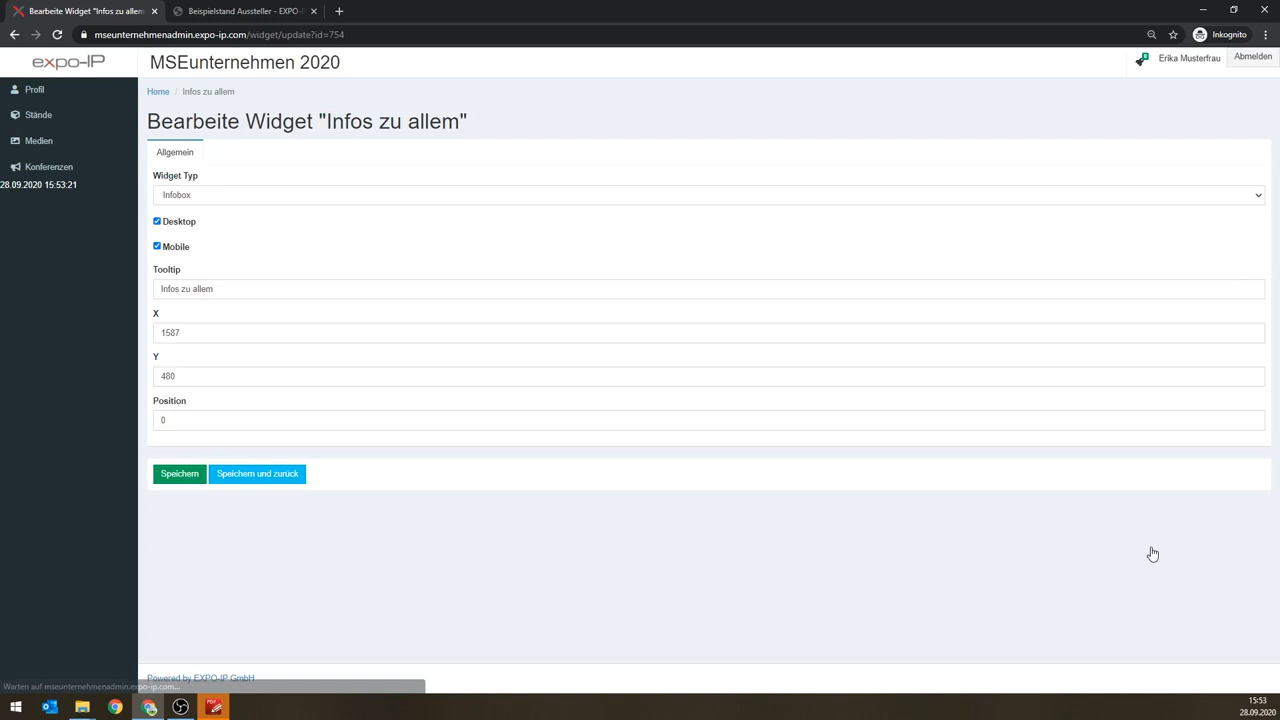 Bearbeite Widget "Infos zu allem"
Beispielstand Aussteller - EXPO-I
mseunternehmenadmin.expo-ip.com/widget/update?id=754
Inkognito
expo-IP
MSEunternehmen 2020
Erika Musterfrau
Abmelden
Profil
Stände
Medien
Konferenzen
28.09.2020 15:53:21
Home / Infos zu allem
Bearbeite Widget "Infos zu allem"
Allgemein
Widget Typ
Infobox
Desktop
Mobile
Tooltip
Infos zu allem
X
1587
Y
480
Position
0
Speichern
Speichern und zurück
Powered by EXPO-IP GmbH
Warten auf mseunternehmenadmin.expo-ip.com...
PDF
15:53
28.09.2020